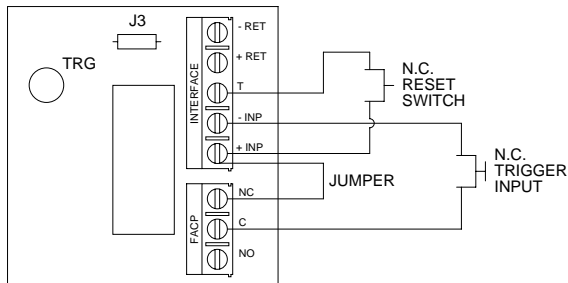 J3
TRG
INTERFACE
- RET
+ RET
T
- INP
+ INP
FACP
NC
C
NO
JUMPER
N.C.
RESET
SWITCH
N.C.
TRIGGER
INPUT